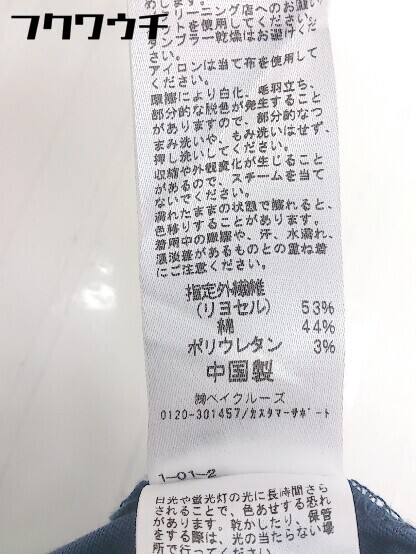 フクワウチ
めします。
クリーニング店へのお洗い
ネットを使用してください。
タンブラー乾燥はお避けく
ださい。
アイロンは当て布を使用して
ください。
摩擦により白化、毛羽立ち、
部分的な脱色が発生すること
がありますので、部分的なつ
まみ洗いや、もみ洗いはせず、
押し洗いしてください。
収縮や外観変化が生じること
があるので、スチームを当て
ないでください。
濡れたままの状態で擦れると、
色移りすることがあります。
着用中の摩擦や、汗、水濡れ、
濃淡差があるものとの重ね着
にご注意ください。
指定外繊維
(リヨセル) 53%
綿 44%
ポリウレタン 3%
中国製
㈱ベイクルーズ
0120-301457/カスタマーサポート
1-01-2
日光や蛍光灯の光に長時間さら
されることで、色あせする恐れ
があります。乾かしたり、保管
をする際は、光の当たらない場
所で行ってください。